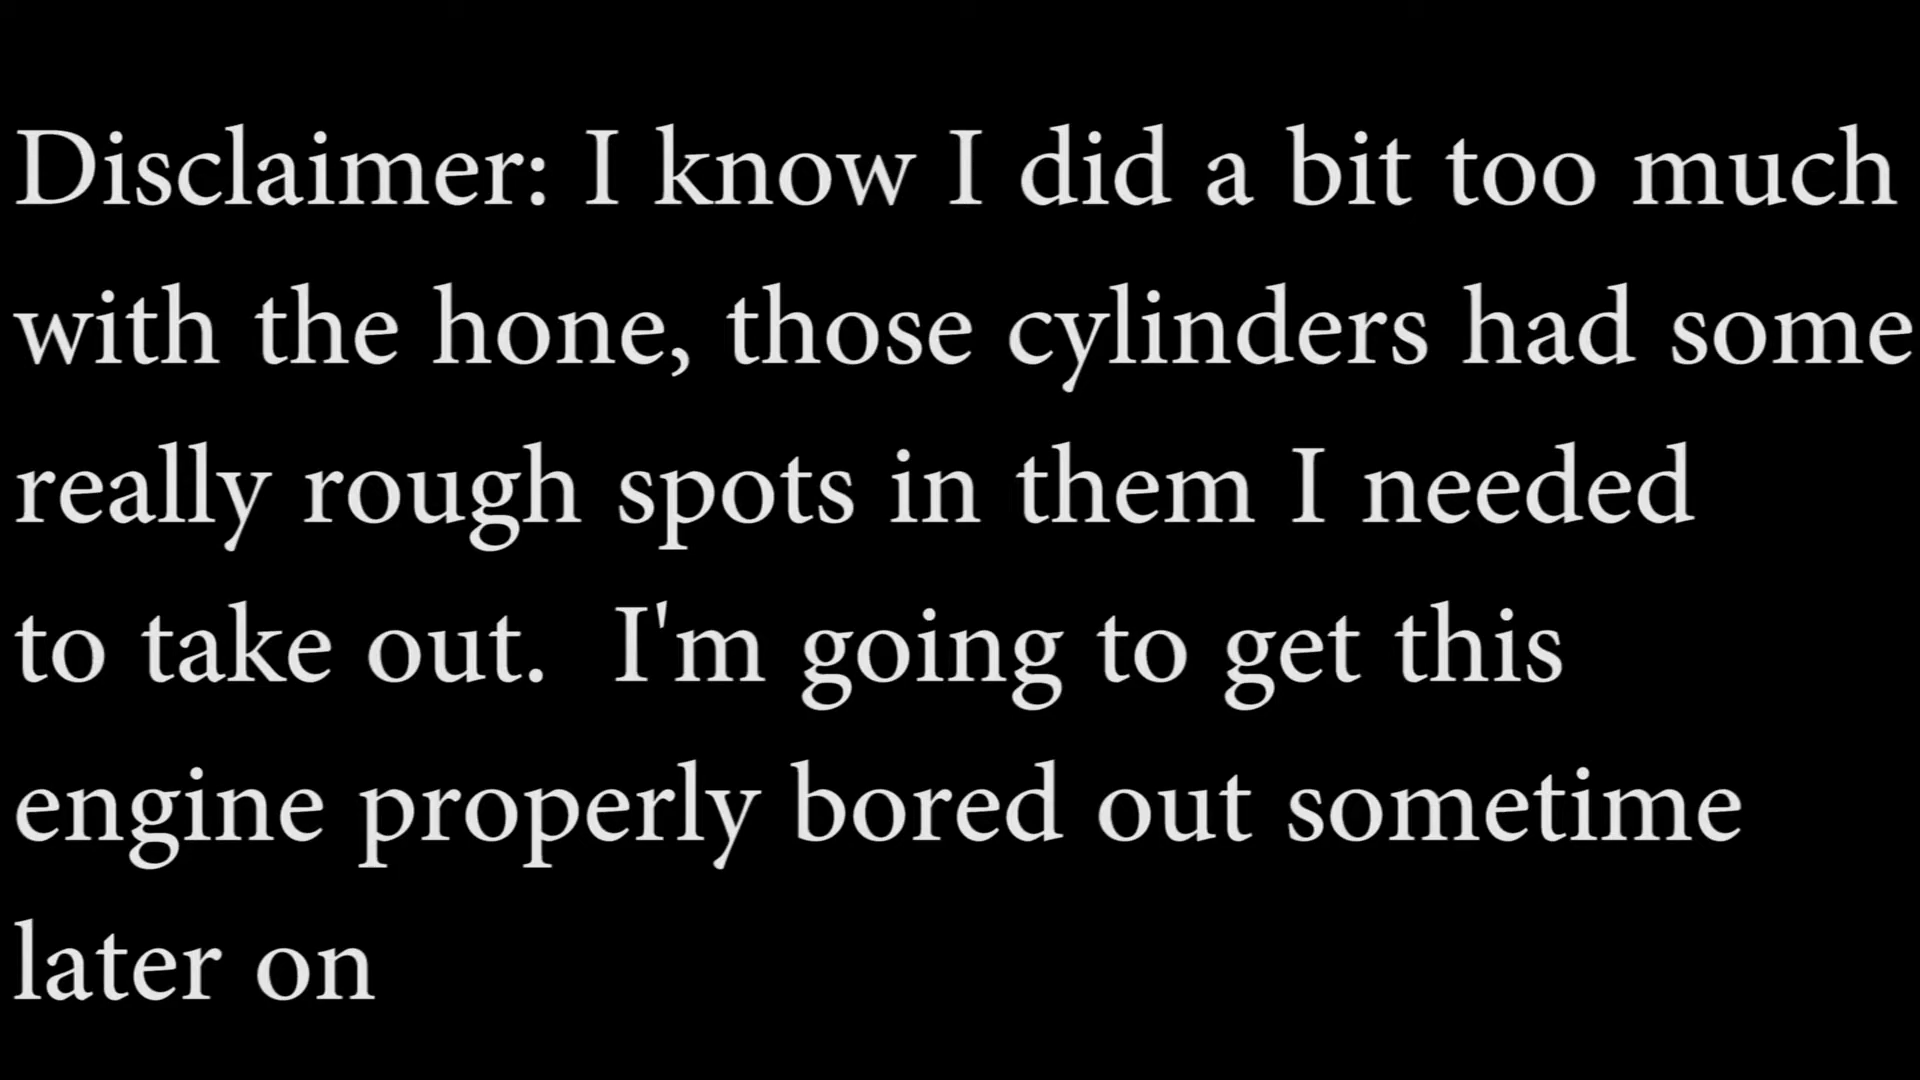 Disclaimer: I know I did a bit too much
with the hone, those cylinders had some
really rough spots in them I needed
to take out.  I'm going to get this
engine properly bored out sometime
later on